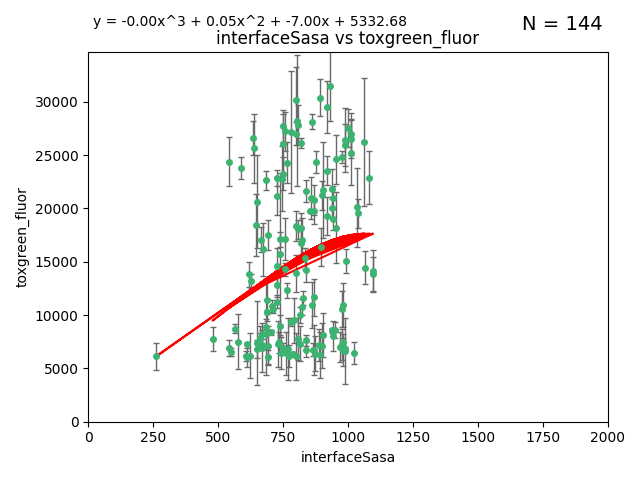 y = -0.00x^3 + 0.05x^2 + -7.00x + 5332.68
N = 144
interfaceSasa vs toxgreen_fluor
30000
25000
20000
15000
10000
5000
0
toxgreen_fluor
0 250 500 750 1000 1250 1500 1750 2000
interfaceSasa